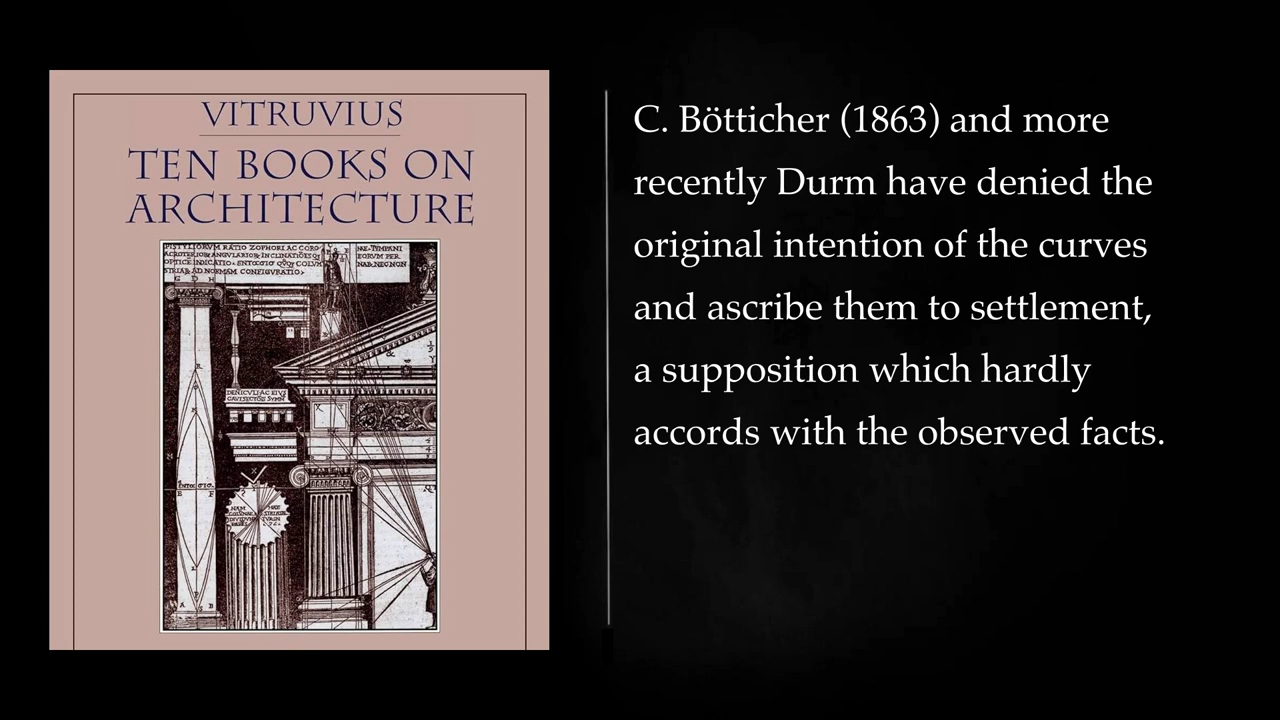 VITRUVIUS
TEN BOOKS ON
ARCHITECTURE
C. Bötticher (1863) and more
recently Durm have denied the
original intention of the curves
and ascribe them to settlement,
a supposition which hardly
accords with the observed facts.